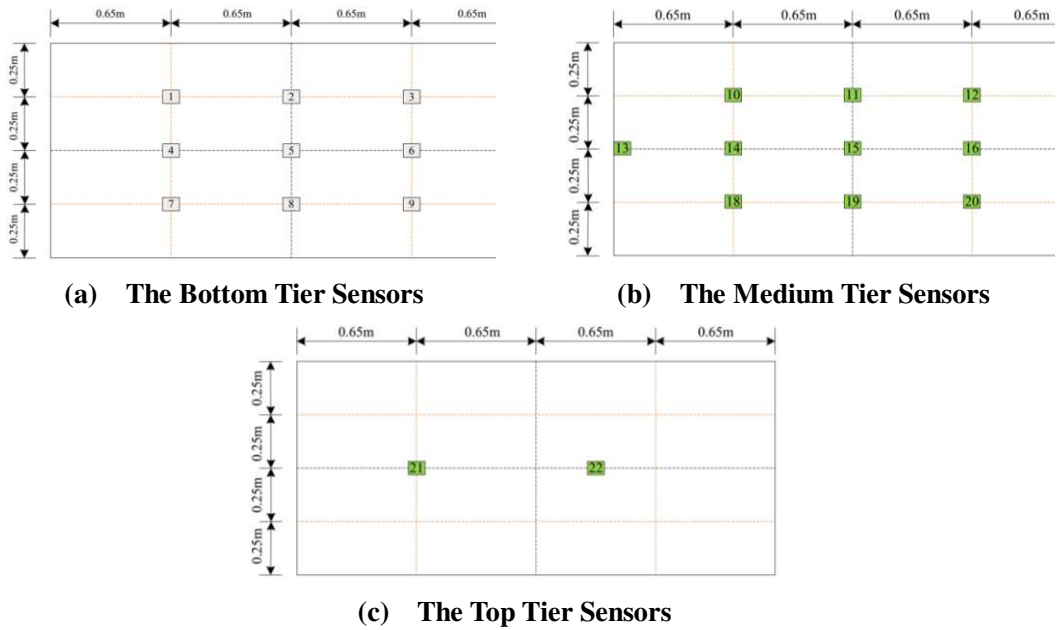 0.65m 0.65m 0.65m 0.65m
0.25m
0.25m
0.25m
0.25m
1 2 3
4 5 6
7 8 9
(a) The Bottom Tier Sensors
0.65m 0.65m 0.65m 0.65m
0.25m
0.25m
0.25m
0.25m
10 11 12
13 14 15 16
18 19 20
(b) The Medium Tier Sensors
0.65m 0.65m 0.65m 0.65m
0.25m
0.25m
0.25m
0.25m
21 22
(c) The Top Tier Sensors